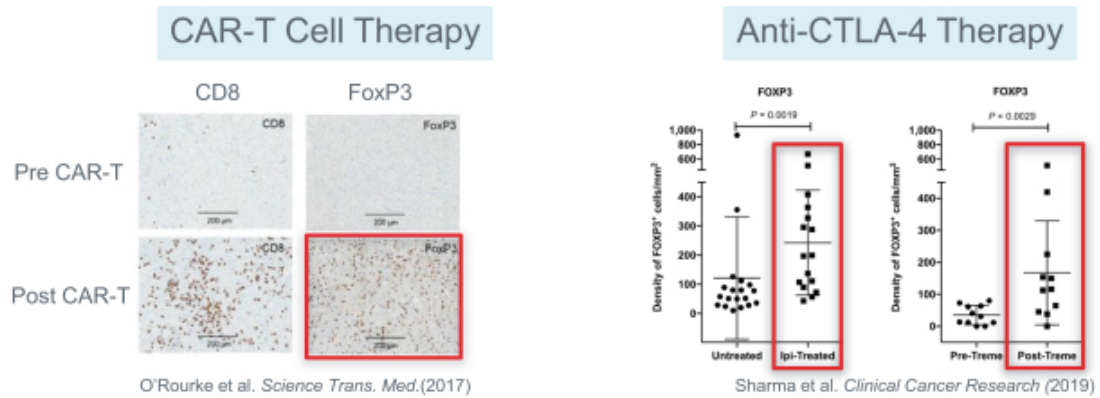 CAR-T Cell Therapy
CD8
FoxP3
Pre CAR-T
CD8
FoxP3
200 μm
200 μm
Post CAR-T
CD8
FoxP3
200 μm
200 μm
O'Rourke et al. Science Trans. Med.(2017)
Anti-CTLA-4 Therapy
FOXP3
P = 0.0019
Density of FOXP3⁺ cells/mm²
1,000
800
600
400
300
200
100
0
Untreated
Ipi-Treated
FOXP3
P = 0.0029
Density of FOXP3⁺ cells/mm²
1,000
800
600
400
300
200
100
0
Pre-Treme
Post-Treme
Sharma et al. Clinical Cancer Research (2019)